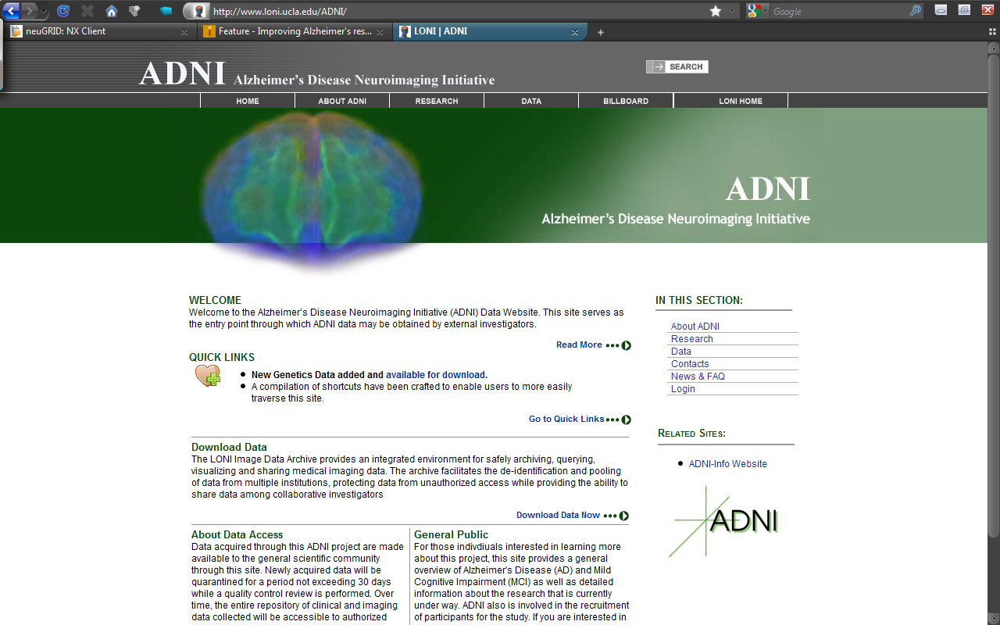 http://www.loni.ucla.edu/ADNI/
Google
neuGRID: NX Client
Feature - Improving Alzheimer's res...
LONI | ADNI
ADNI Alzheimer's Disease Neuroimaging Initiative
SEARCH
HOME
ABOUT ADNI
RESEARCH
DATA
BILLBOARD
LONI HOME
ADNI
Alzheimer's Disease Neuroimaging Initiative
WELCOME
Welcome to the Alzheimer's Disease Neuroimaging Initiative (ADNI) Data Website. This site serves as
the entry point through which ADNI data may be obtained by external investigators.
Read More
QUICK LINKS
New Genetics Data added and available for download.
A compilation of shortcuts have been crafted to enable users to more easily
traverse this site.
Go to Quick Links
Download Data
The LONI Image Data Archive provides an integrated environment for safely archiving, querying,
visualizing and sharing medical imaging data. The archive facilitates the de-identification and pooling
of data from multiple institutions, protecting data from unauthorized access while providing the ability to
share data among collaborative investigators
Download Data Now
About Data Access
Data acquired through this ADNI project are made
available to the general scientific community
through this site. Newly acquired data will be
quarantined for a period not exceeding 30 days
while a quality control review is performed. Over
time, the entire repository of clinical and imaging
data collected will be accessible to authorized
General Public
For those indivdiuals interested in learning more
about this project, this site provides a general
overview of Alzheimer's Disease (AD) and Mild
Cognitive Impairment (MCI) as well as detailed
information about the research that is currently
under way. ADNI also is involved in the recruitment
of participants for the study. If you are interested in
IN THIS SECTION:
About ADNI
Research
Data
Contacts
News & FAQ
Login
RELATED SITES:
ADNI-Info Website
ADNI